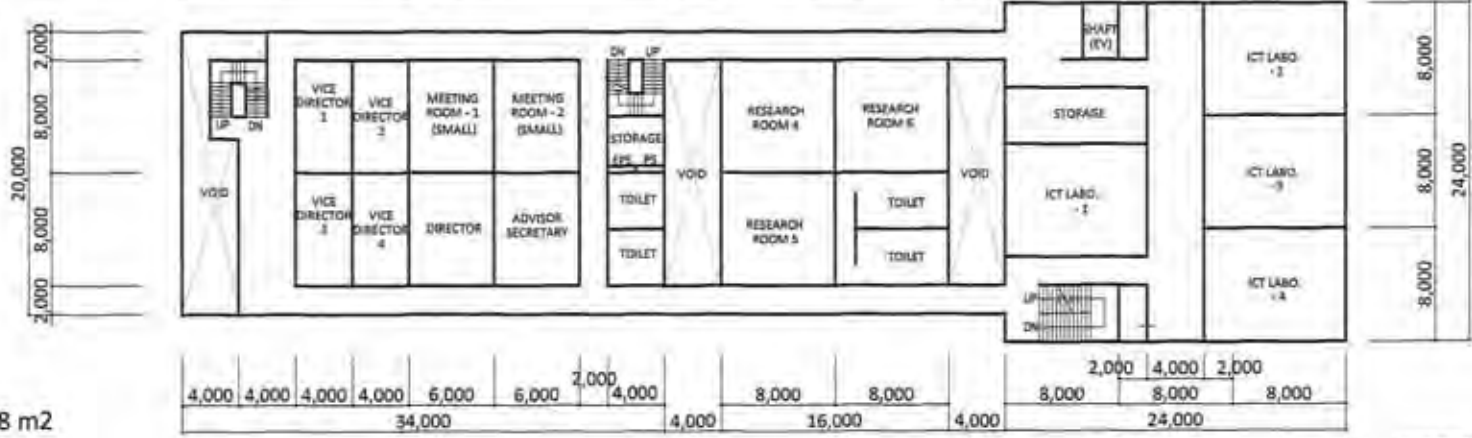 2,000
8,000
20,000
8,000
2,000
UP DN
VOID
VICE
DIRECTOR
1
VICE
DIRECTOR
2
MEETING
ROOM - 1
(SMALL)
MEETING
ROOM - 2
(SMALL)
VICE
DIRECTOR
3
VICE
DIRECTOR
4
DIRECTOR
ADVISOR
SECRETARY
DN UP
STORAGE
EPS PS
TOILET
TOILET
VOID
RESEARCH
ROOM 4
RESEARCH
ROOM 6
RESEARCH
ROOM 5
TOILET
TOILET
VOID
SHAFT
(EV)
STORAGE
ICT LABO.
- 1
UP
DN
ICT LABO.
- 2
ICT LABO.
- 3
ICT LABO.
- 4
8,000
8,000
8,000
24,000
2,000 2,000 4,000 2,000
4,000 4,000 4,000 4,000 6,000 6,000 4,000 8,000 8,000 8,000 8,000 8,000
34,000 4,000 16,000 4,000 24,000
8 m2